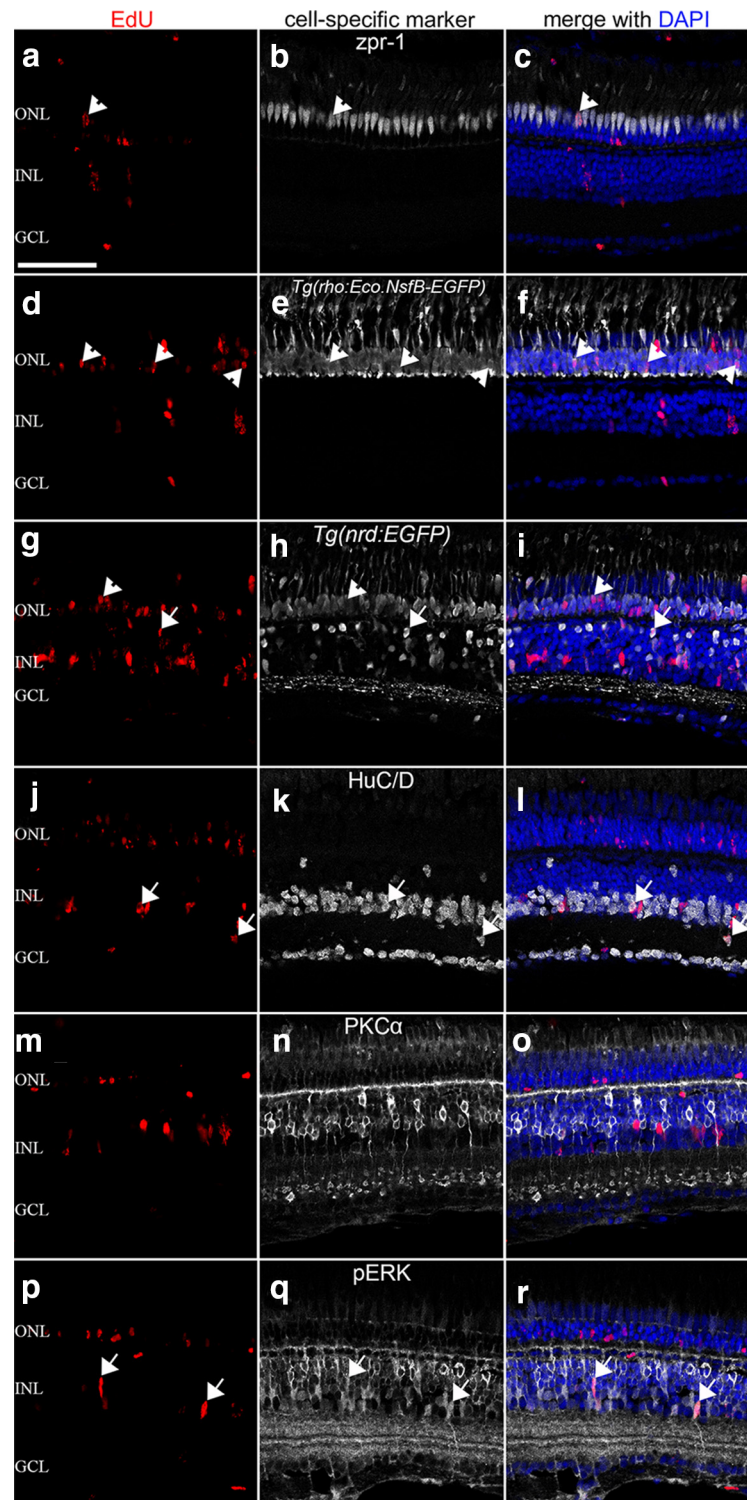 EdU cell-specific marker merge with DAPI
a b zpr-1 c
ONL
INL
GCL
d e Tg(rho:Eco.NsfB-EGFP) f
ONL
INL
GCL
g h Tg(nrd:EGFP) i
ONL
INL
GCL
j k HuC/D l
ONL
INL
GCL
m n PKCα o
ONL
INL
GCL
p q pERK r
ONL
INL
GCL